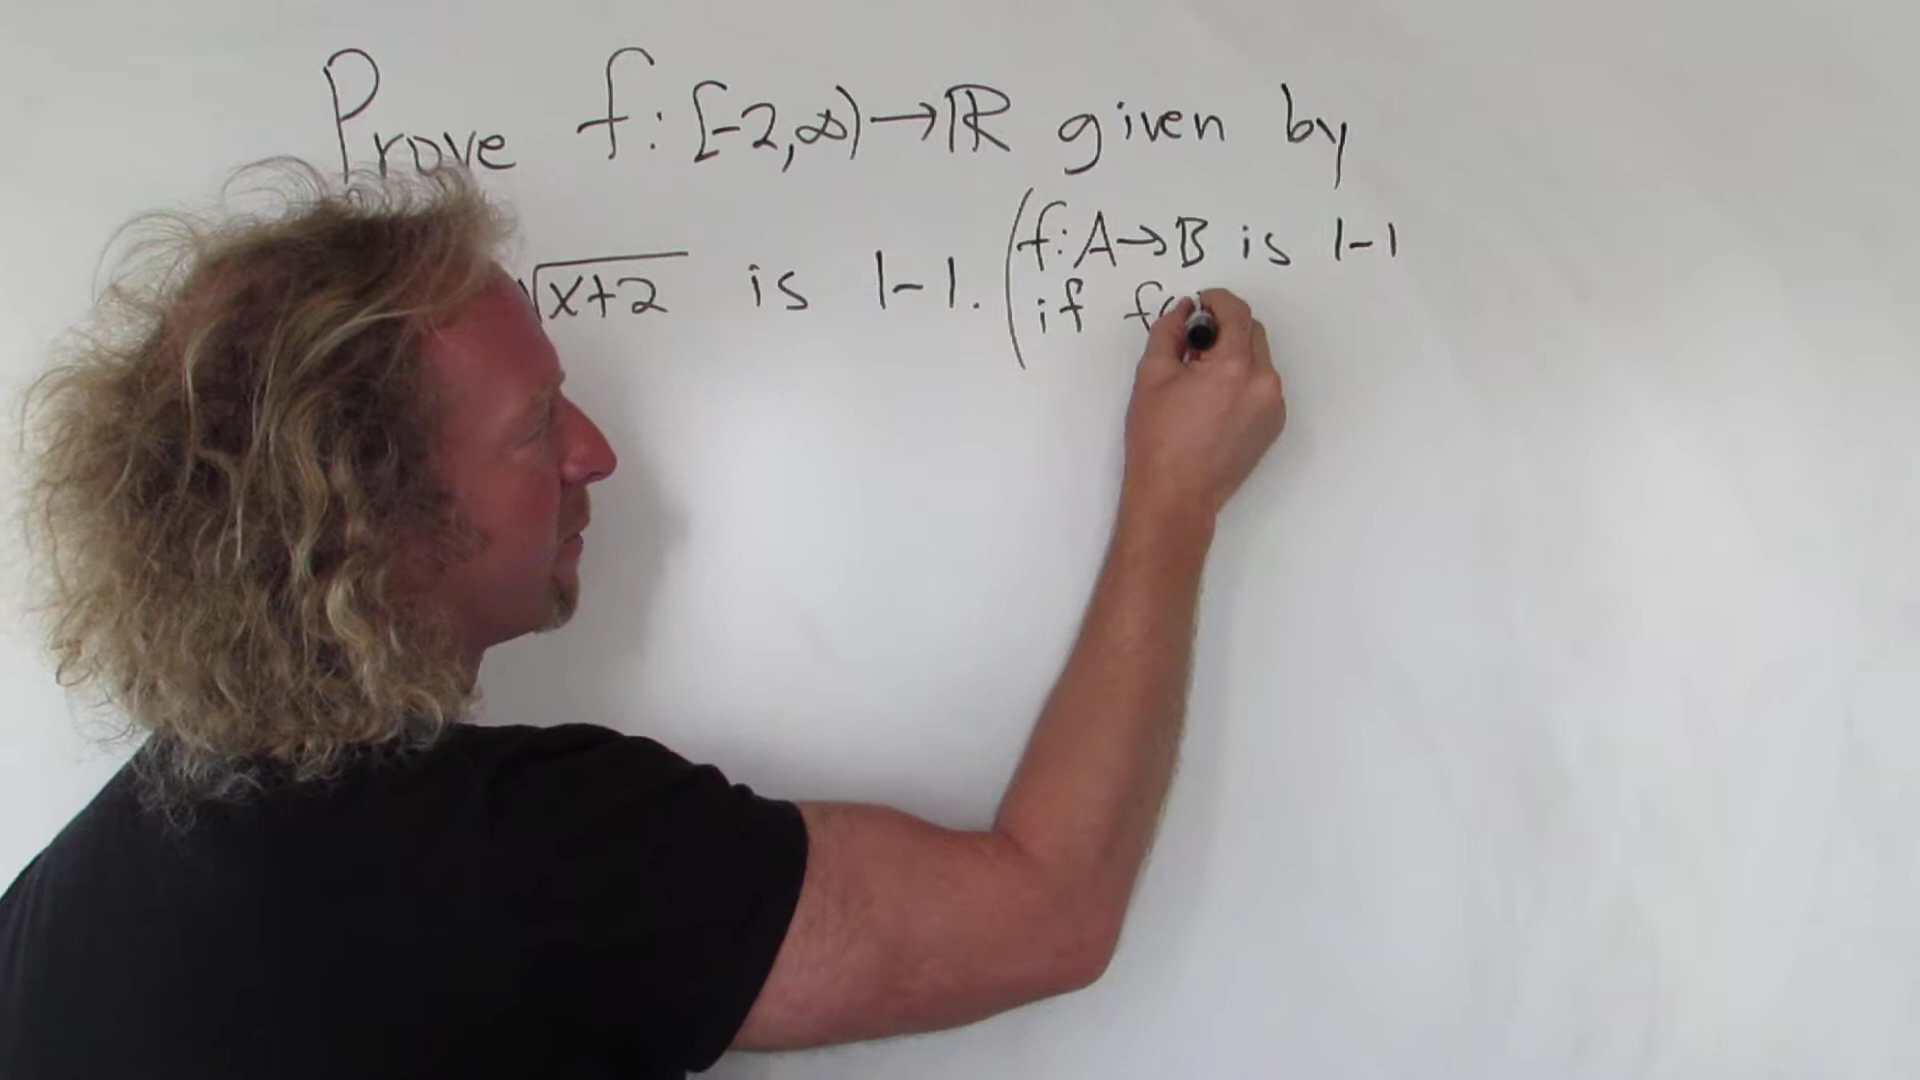 Prove f: [-2,∞)→ℝ given by
√x+2 is 1-1. (f: A→B is 1-1
if f(